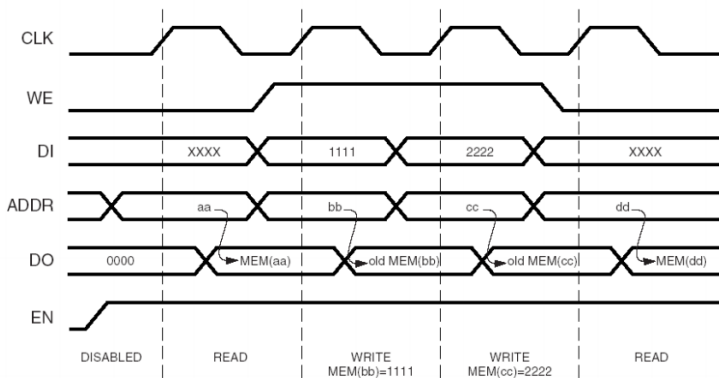 CLK
WE
DI XXXX 1111 2222 XXXX
ADDR aa bb cc dd
DO 0000 MEM(aa) old MEM(bb) old MEM(cc) MEM(dd)
EN
DISABLED READ WRITE WRITE READ
MEM(bb)=1111 MEM(cc)=2222